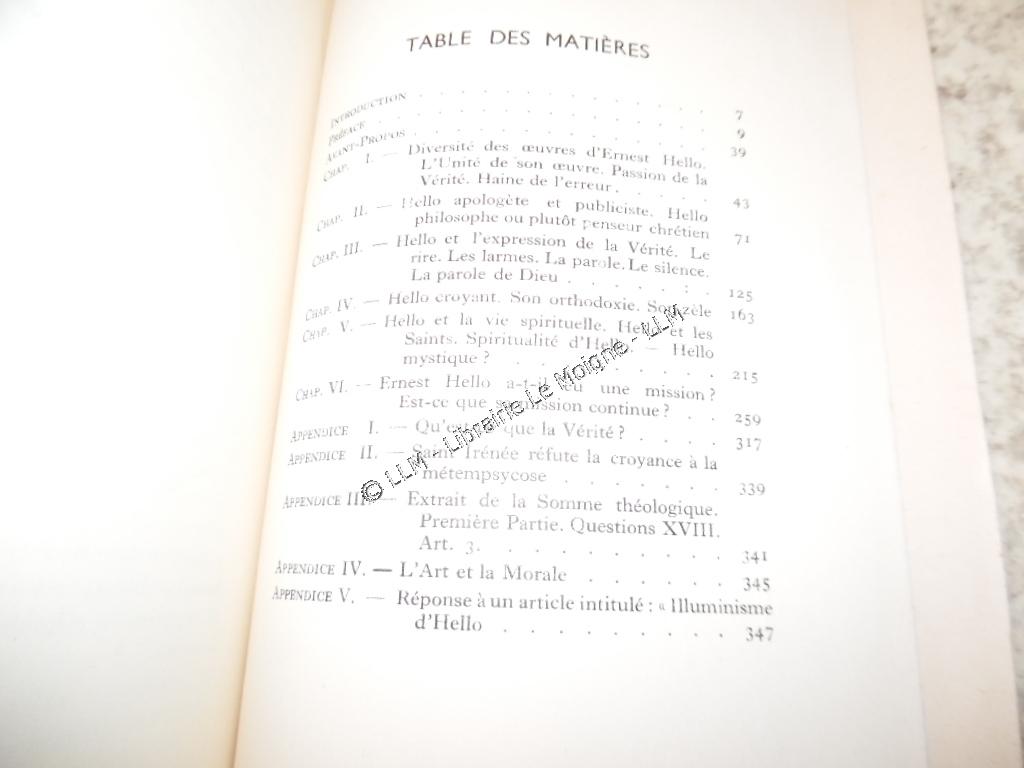 TABLE DES MATIÈRES
INTRODUCTION . . . . . . . . . . . 7
PRÉFACE . . . . . . . . . . . . 9
AVANT-PROPOS . . . . . . . . . . . 39
CHAP. I. — Diversité des œuvres d'Ernest Hello.
L'Unité de son œuvre. Passion de la
Vérité. Haine de l'erreur. . . . . 43
CHAP. II. — Hello apologète et publiciste. Hello
philosophe ou plutôt penseur chrétien 71
CHAP. III. — Hello et l'expression de la Vérité. Le
rire. Les larmes. La parole. Le silence.
La parole de Dieu . . . . . : . 125
CHAP. IV. — Hello croyant. Son orthodoxie. Son zèle 163
CHAP. V. — Hello et la vie spirituelle. Hello et les
Saints. Spiritualité d'Hello. — Hello
mystique ? . . . . . . . . 215
CHAP. VI. — Ernest Hello a-t-il eu une mission ?
Est-ce que sa mission continue ? . . 259
APPENDICE I. — Qu'est-ce que la Vérité ? . . . . 317
APPENDICE II. — Saint Irénée réfute la croyance à la
métempsycose . . . . . . . 339
APPENDICE III. — Extrait de la Somme théologique.
Première Partie. Questions XVIII.
Art. 3. . . . . . . . . . . 341
APPENDICE IV. — L'Art et la Morale . . . . . . 345
APPENDICE V. — Réponse à un article intitulé : « Illuminisme
d'Hello . . . . . . . . . 347
© LLM - Librairie Le Moigne - LLM